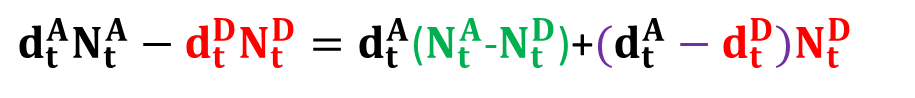 d_t^A N_t^A − d_t^D N_t^D = d_t^A (N_t^A-N_t^D)+(d_t^A − d_t^D) N_t^D